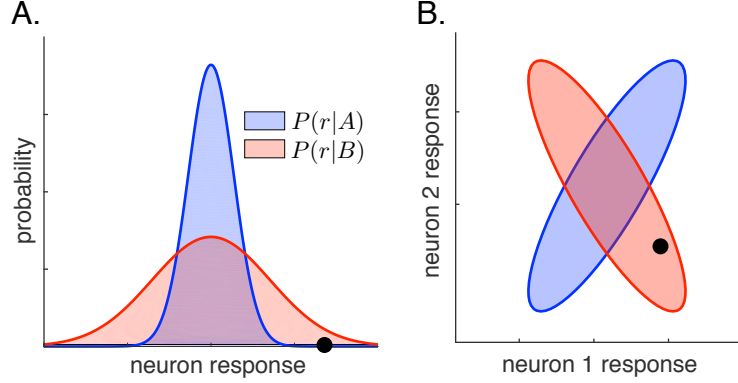 A.
probability
P(r|A)
P(r|B)
neuron response
B.
neuron 2 response
neuron 1 response